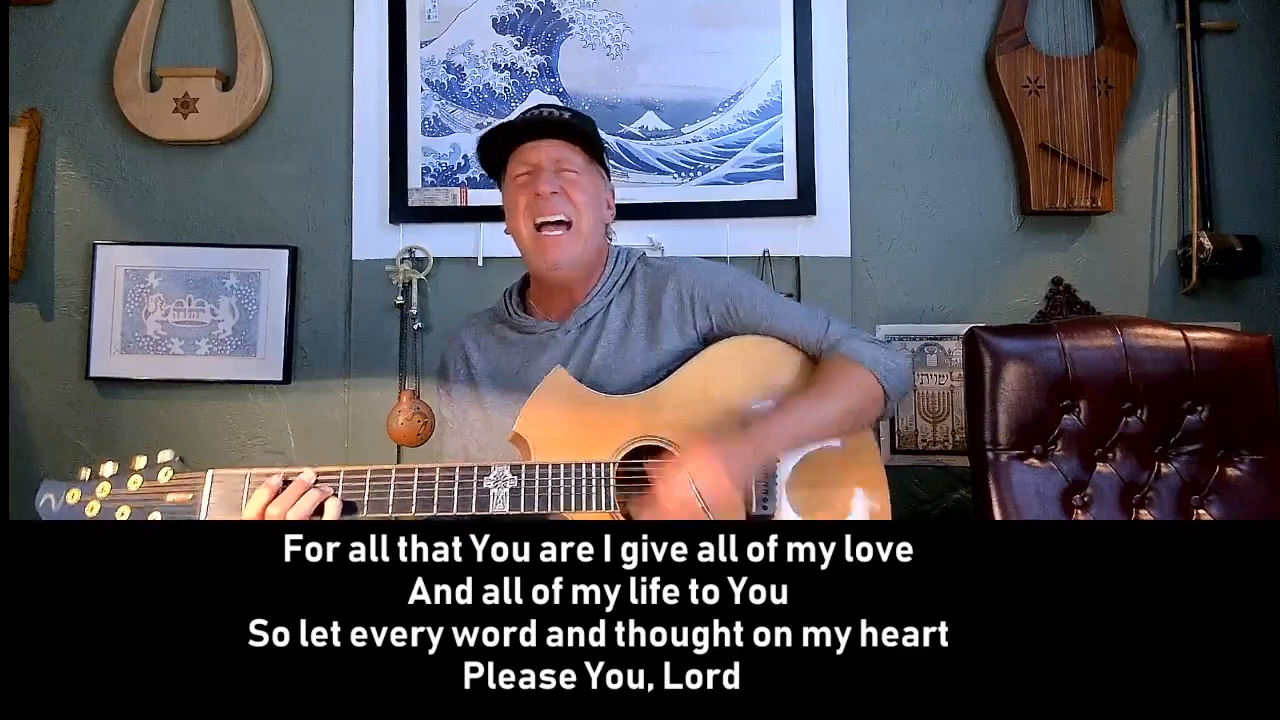 שויתי
For all that You are I give all of my love
And all of my life to You
So let every word and thought on my heart
Please You, Lord